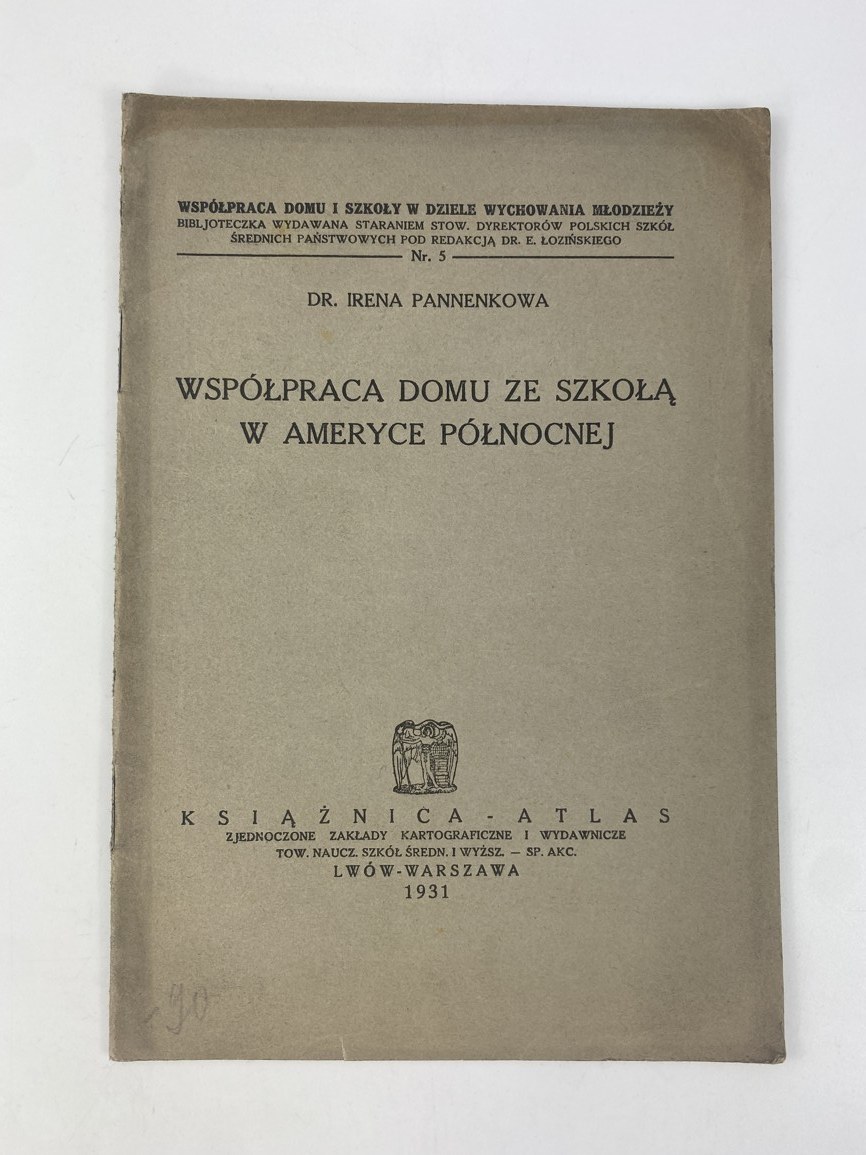 WSPÓŁPRACA DOMU I SZKOŁY W DZIELE WYCHOWANIA MŁODZIEŻY
BIBLJOTECZKA WYDAWANA STARANIEM STOW. DYREKTORÓW POLSKICH SZKÓŁ
ŚREDNICH PAŃSTWOWYCH POD REDAKCJĄ DR. E. ŁOZIŃSKIEGO
Nr. 5
DR. IRENA PANNENKOWA
WSPÓŁPRACA DOMU ZE SZKOŁĄ
W AMERYCE PÓŁNOCNEJ
KSIĄŻNICA-ATLAS
ZJEDNOCZONE ZAKŁADY KARTOGRAFICZNE I WYDAWNICZE
TOW. NAUCZ. SZKÓŁ ŚREDN. I WYŻSZ. — SP. AKC.
LWÓW-WARSZAWA
1931